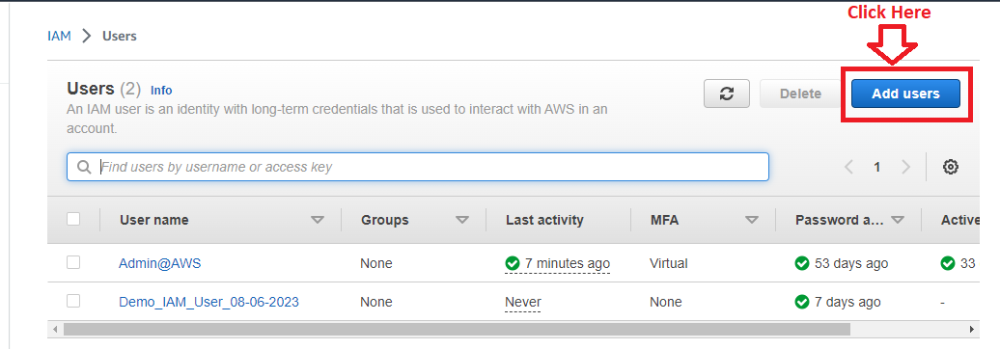 Click Here
IAM > Users
Users (2) Info
Delete
Add users
An IAM user is an identity with long-term credentials that is used to interact with AWS in an
account.
Find users by username or access key
1
User name Groups Last activity MFA Password a... Active
Admin@AWS None 7 minutes ago Virtual 53 days ago 33
Demo_IAM_User_08-06-2023 None Never None 7 days ago -